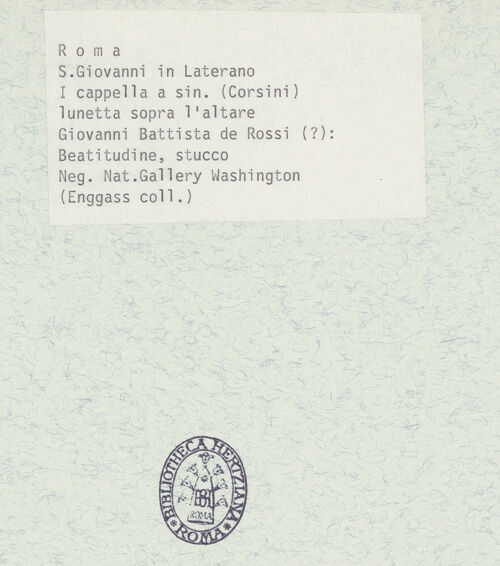 R o m a
S.Giovanni in Laterano
I cappella a sin. (Corsini)
lunetta sopra l'altare
Giovanni Battista de Rossi (?):
Beatitudine, stucco
Neg. Nat.Gallery Washington
(Enggass coll.)
BIBLIOTHECA HERTZIANA
ROMA
*ROMA*